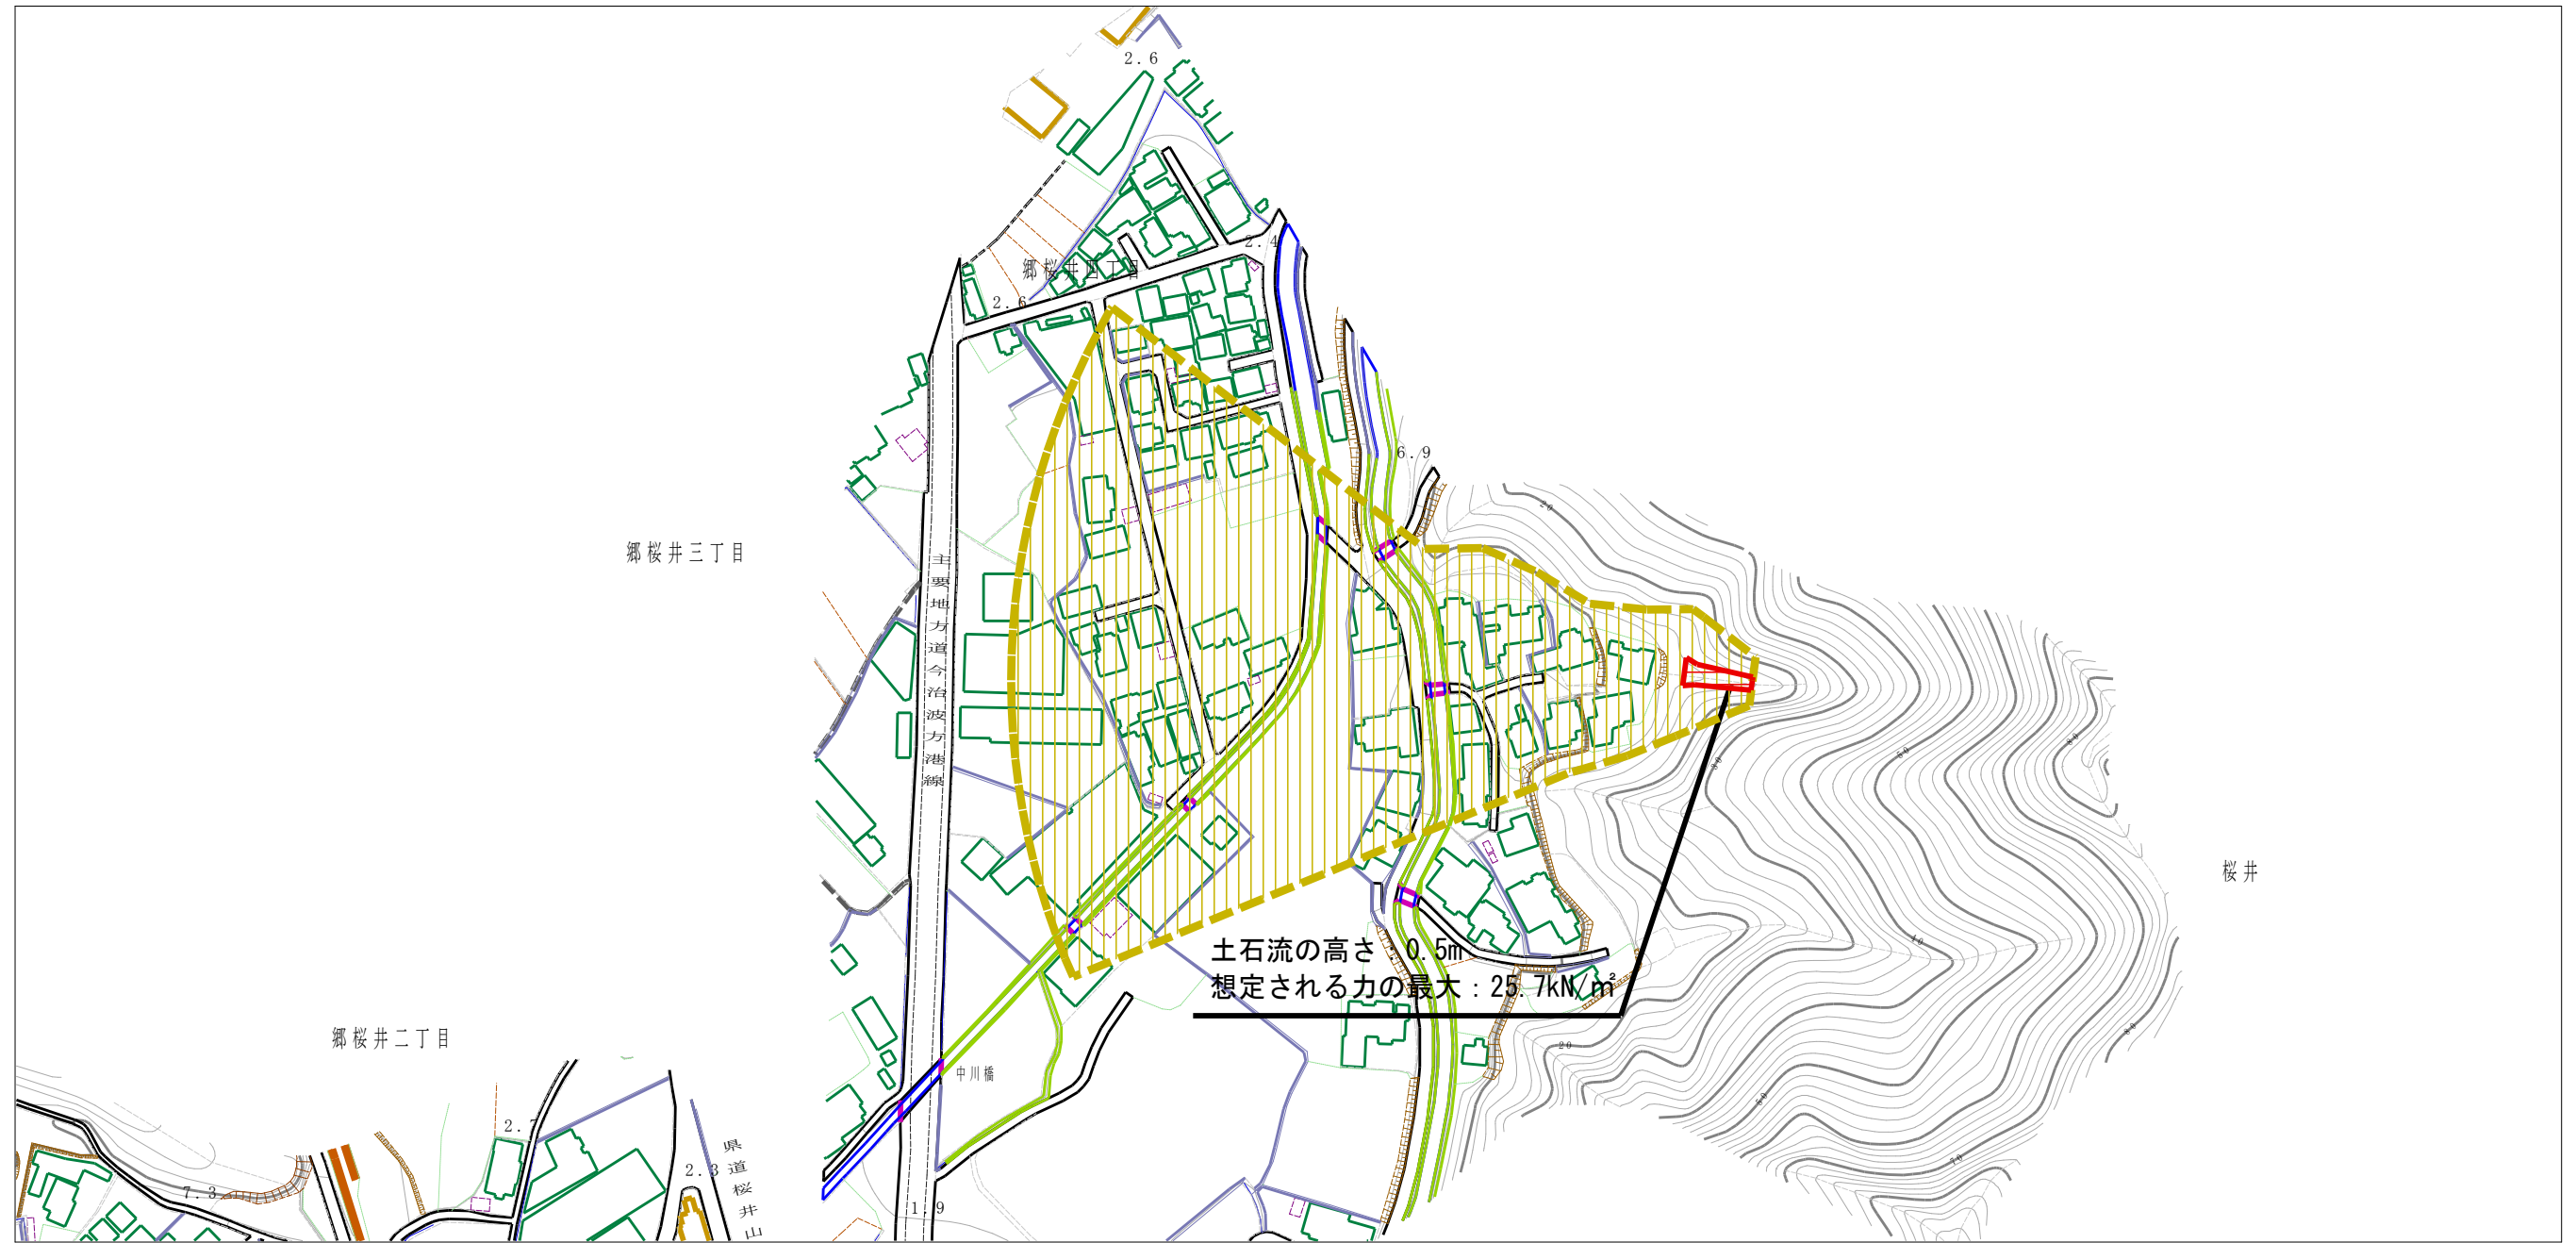 2.6
2.4
郷桜井四丁目
2.6
6.9
20
郷桜井三丁目
主要地方道今治波方港線
30
桜井
土石流の高さ：0.5m
想定される力の最大：25.7kN/㎡
郷桜井二丁目
20
中川橋
2.7
県道桜井山
2.3
7.3
1.9